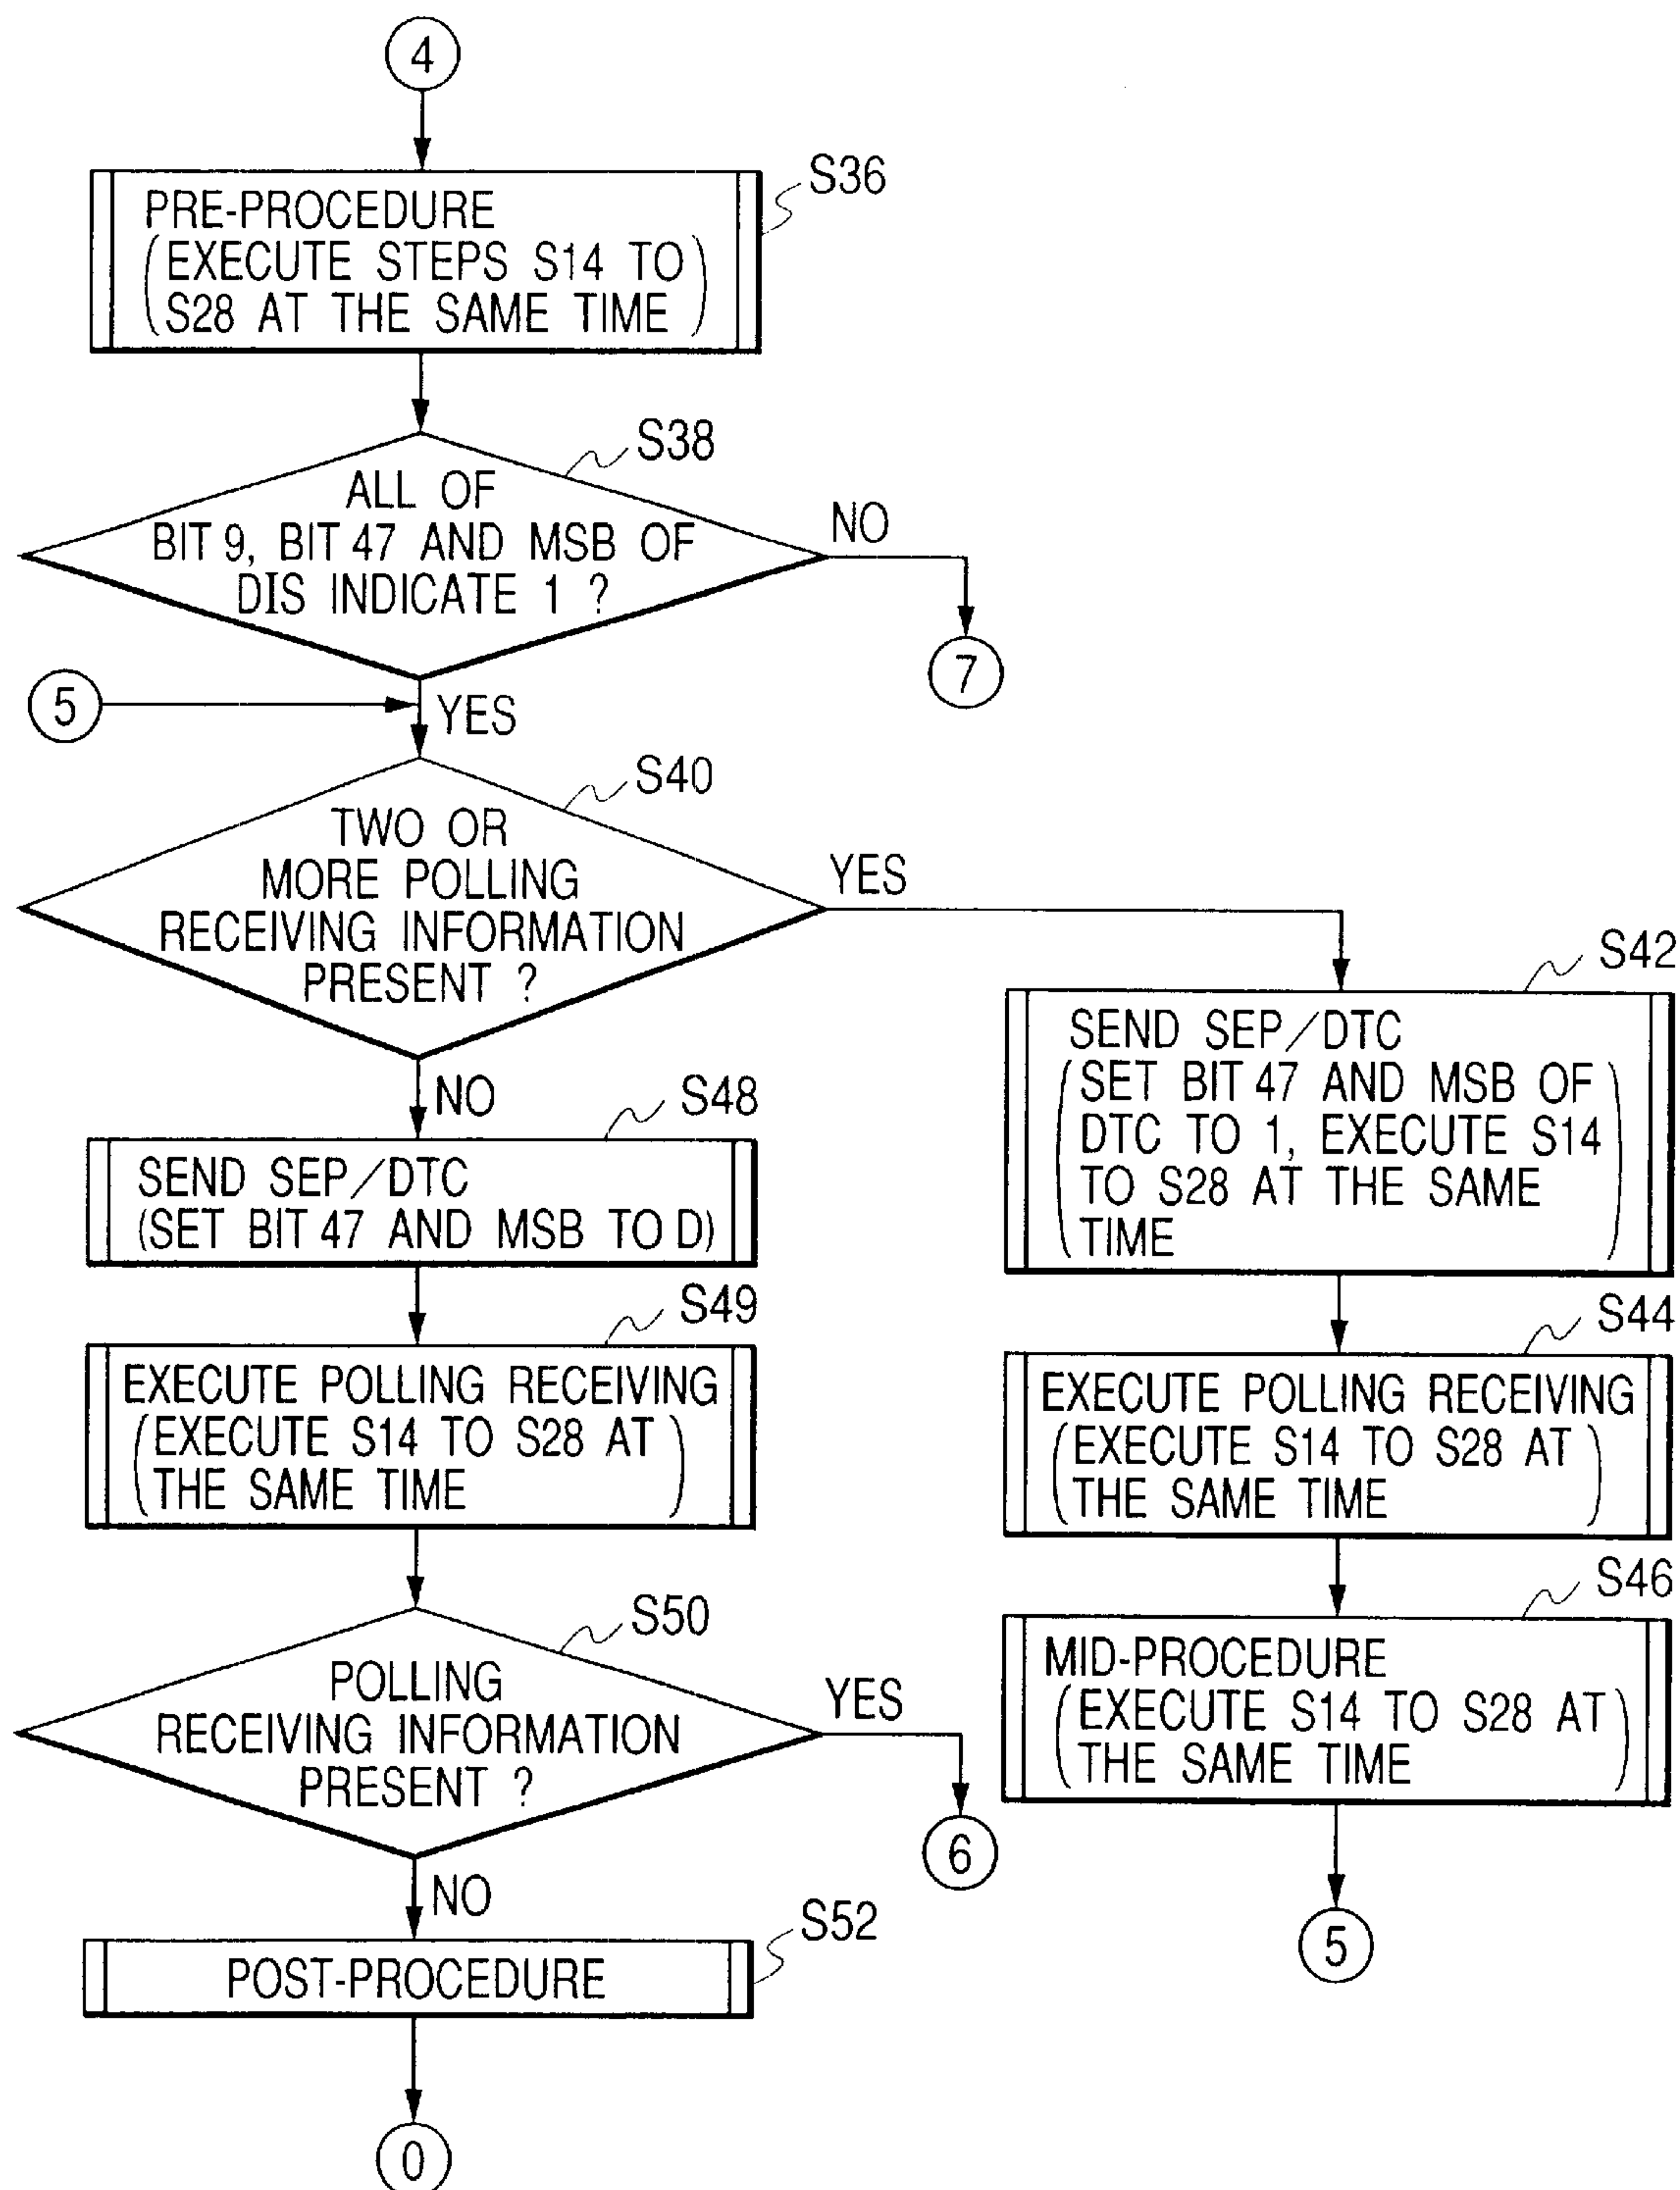 4
S36
PRE-PROCEDURE
(EXECUTE STEPS S14 TO
S28 AT THE SAME TIME)
S38
ALL OF
BIT 9, BIT 47 AND MSB OF
DIS INDICATE 1 ?
NO
7
5
YES
S40
TWO OR
MORE POLLING
RECEIVING INFORMATION
PRESENT ?
YES
S42
SEND SEP/DTC
(SET BIT 47 AND MSB OF
DTC TO 1, EXECUTE S14
TO S28 AT THE SAME
TIME)
NO
S48
SEND SEP/DTC
(SET BIT 47 AND MSB TO D)
S49
EXECUTE POLLING RECEIVING
(EXECUTE S14 TO S28 AT
THE SAME TIME)
S44
EXECUTE POLLING RECEIVING
(EXECUTE S14 TO S28 AT
THE SAME TIME)
S46
MID-PROCEDURE
(EXECUTE S14 TO S28 AT
THE SAME TIME)
5
S50
POLLING
RECEIVING INFORMATION
PRESENT ?
YES
6
NO
S52
POST-PROCEDURE
0